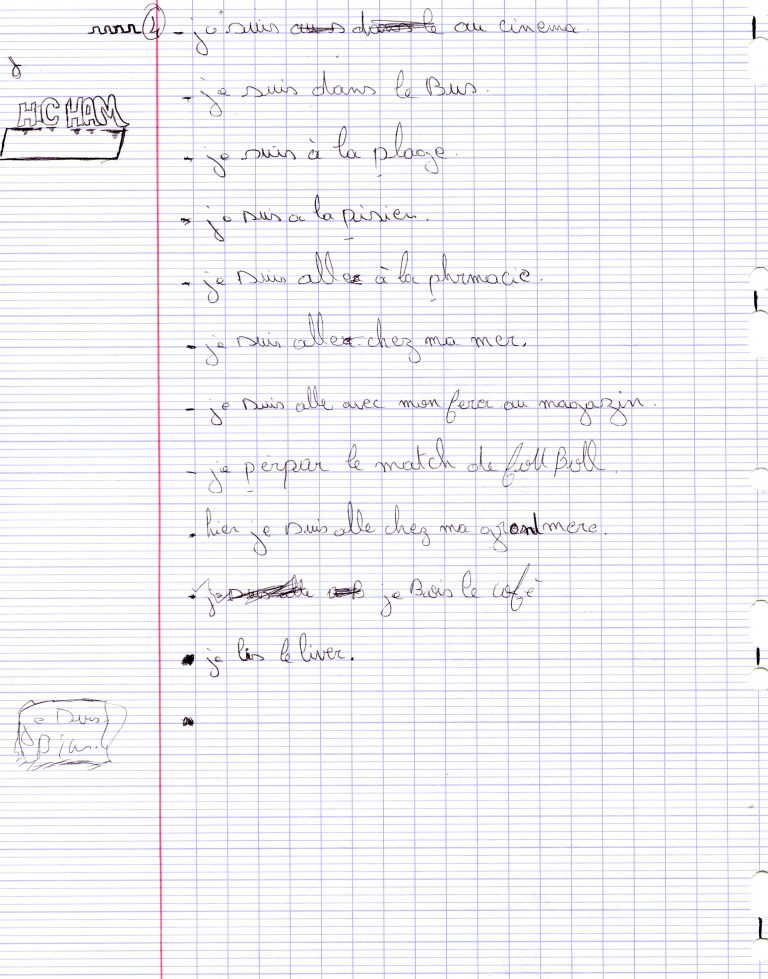 2 - je suis au cinema.
- je suis dans le Bus.
- je suis à la plage.
- je suis a la pisien.
- je suis alle à la phrmacie.
- je suis alle chez ma mer.
- je suis alle avec mon fera au magazin.
- je perpar le match de foll Boll.
- hier je suis alle chez ma grandmere.
- je Bois le café
- je lis le liver.
HICHAM
je suis
Bien.